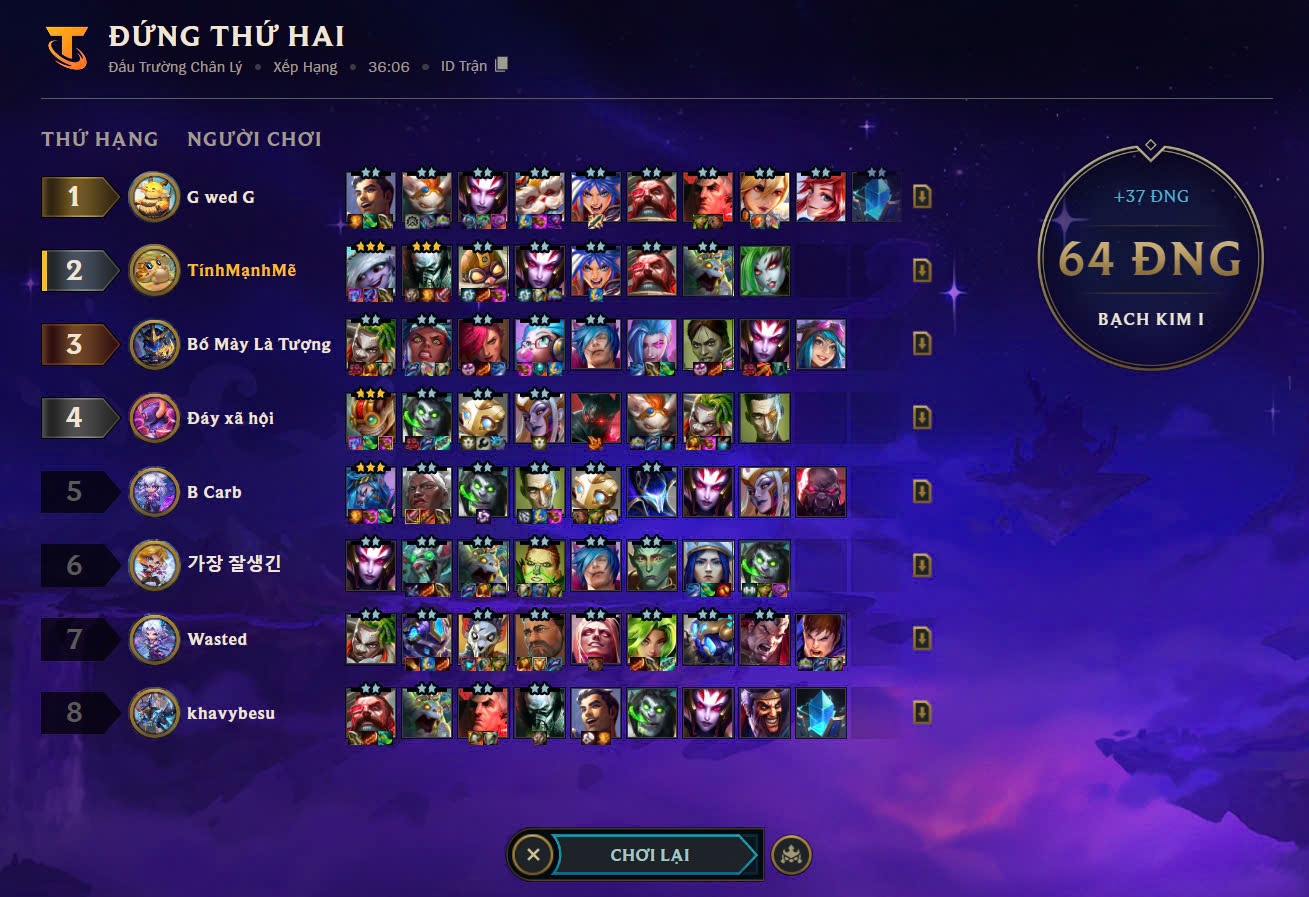 ĐỨNG THỨ HAI
Đấu Trường Chân Lý • Xếp Hạng • 36:06 • ID Trận
THỨ HẠNG NGƯỜI CHƠI
1 G wed G
2 TínhMạnhMẽ
3 Bố Mày Là Tượng
4 Đáy xã hội
5 B Carb
6 가장 잘생긴
7 Wasted
8 khavybesu
+37 ĐNG
64 ĐNG
BẠCH KIM I
CHƠI LẠI